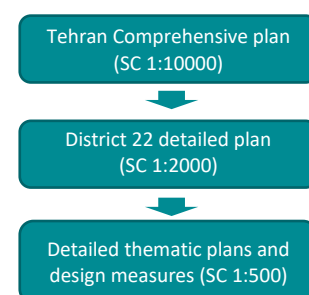 Tehran Comprehensive plan
(SC 1:10000)
District 22 detailed plan
(SC 1:2000)
Detailed thematic plans and
design measures (SC 1:500)